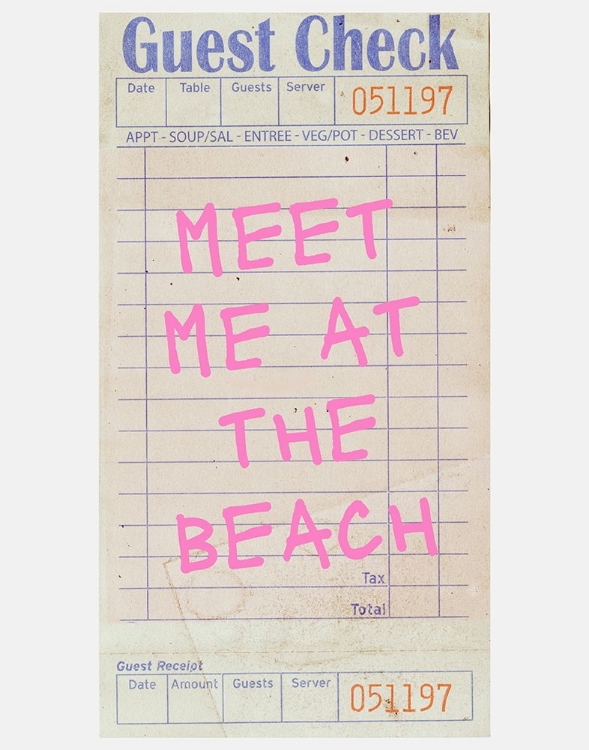 Guest Check
Date Table Guests Server 051197
APPT - SOUP/SAL - ENTREE - VEG/POT - DESSERT - BEV
MEET
ME AT
THE
BEACH
Tax
Total
Guest Receipt
Date Amount Guests Server 051197